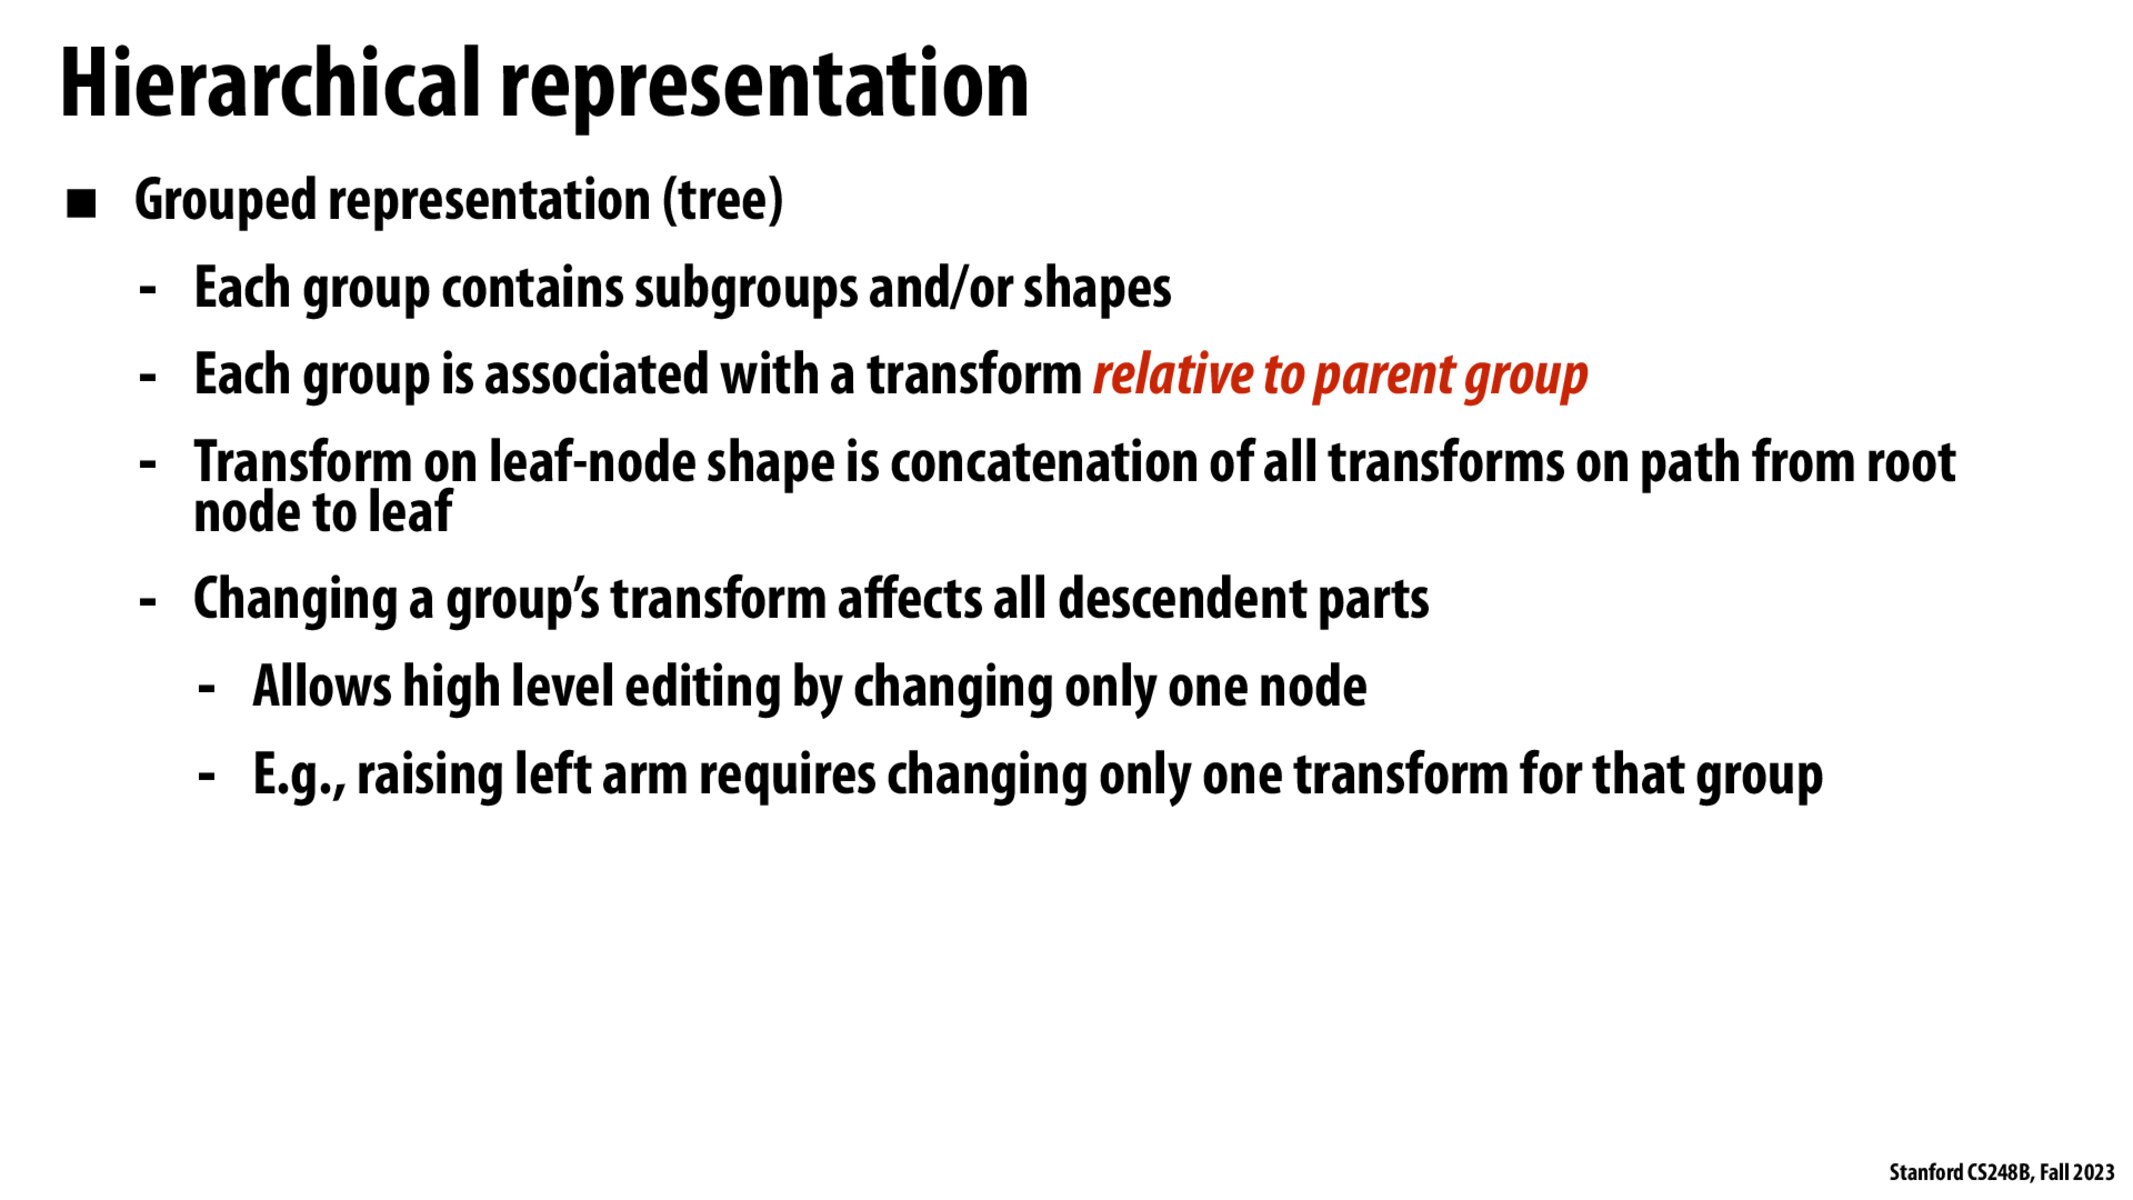 Hierarchical representation
■ Grouped representation (tree)
- Each group contains subgroups and/or shapes
- Each group is associated with a transform relative to parent group
- Transform on leaf-node shape is concatenation of all transforms on path from root
node to leaf
- Changing a group’s transform affects all descendent parts
- Allows high level editing by changing only one node
- E.g., raising left arm requires changing only one transform for that group
Stanford CS248B, Fall 2023